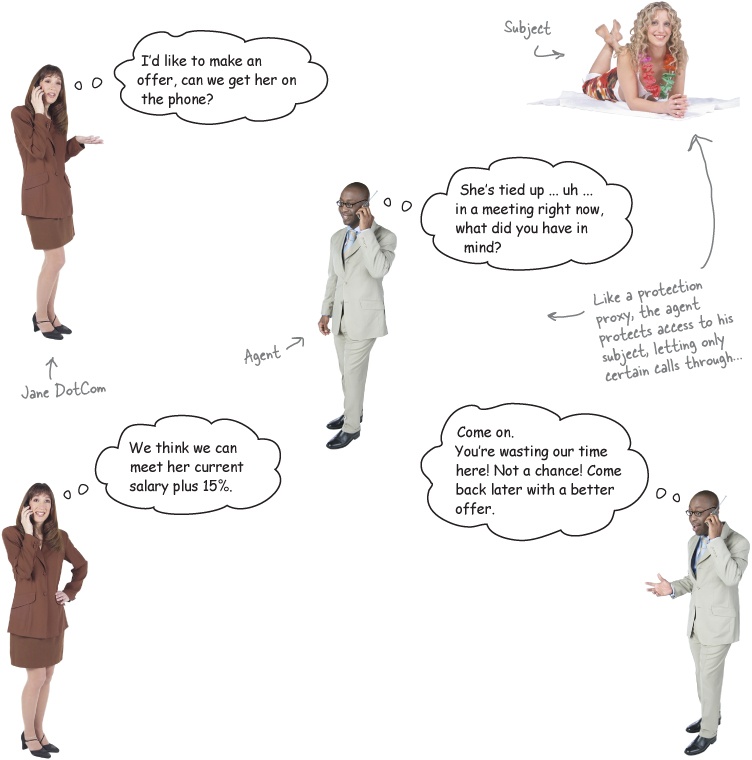 Subject
I'd like to make an
offer, can we get her on
the phone?
She's tied up ... uh ...
in a meeting right now,
what did you have in
mind?
Like a protection
proxy, the agent
protects access to his
subject, letting only
certain calls through...
Agent
Jane DotCom
We think we can
meet her current
salary plus 15%.
Come on.
You're wasting our time
here! Not a chance! Come
back later with a better
offer.